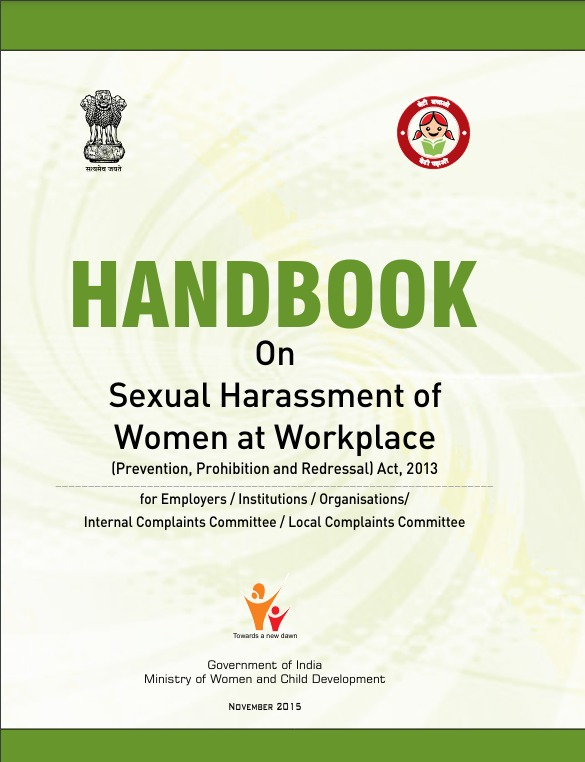 सत्यमेव जयते
बेटी बचाओ
बेटी पढ़ाओ
HANDBOOK
On
Sexual Harassment of
Women at Workplace
(Prevention, Prohibition and Redressal) Act, 2013
for Employers / Institutions / Organisations/
Internal Complaints Committee / Local Complaints Committee
Towards a new dawn
Government of India
Ministry of Women and Child Development
NOVEMBER 2015